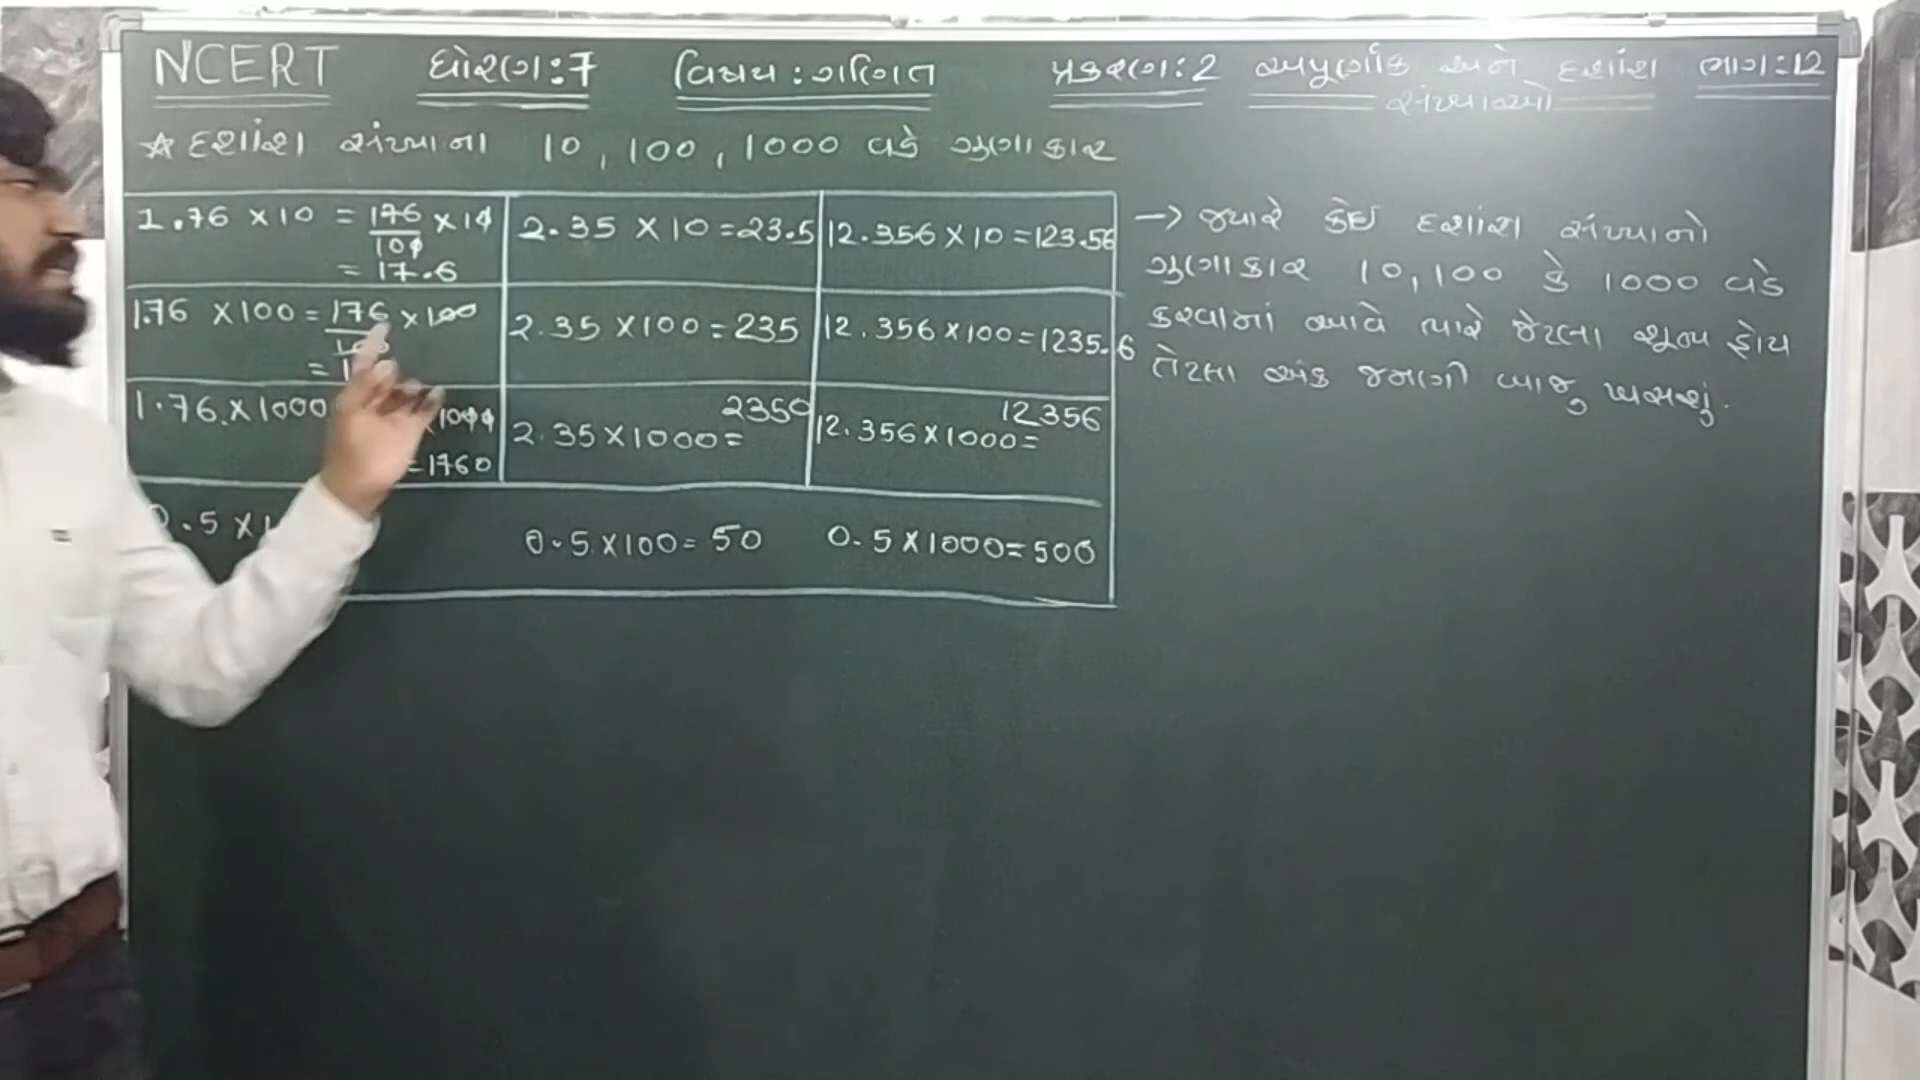 NCERT ધોરણ:7 વિષય:ગણિત પ્રકરણ:2 અપૂર્ણાંક અને દશાંશ ભાગ:12
સંખ્યાઓ
☆ દશાંશ સંખ્યાના 10, 100, 1000 વડે ગુણાકાર
1.76 × 10 = 176/100 × 10
= 17.6
2.35 × 10 = 23.5
12.356 × 10 = 123.56
1.76 × 100 = 176/100 × 100
2.35 × 100 = 235
12.356 × 100 = 1235.6
1.76 × 1000
× 1000
= 1760
2.35 × 1000 = 2350
12.356 × 1000 = 12356
0.5 ×
0.5 × 100 = 50
0.5 × 1000 = 500
→ જ્યારે કોઈ દશાંશ સંખ્યાનો
ગુણાકાર 10, 100 કે 1000 વડે
કરવામાં આવે ત્યારે જેટલા શૂન્ય હોય
તેટલા અંક જમણી બાજુ ખસશું.